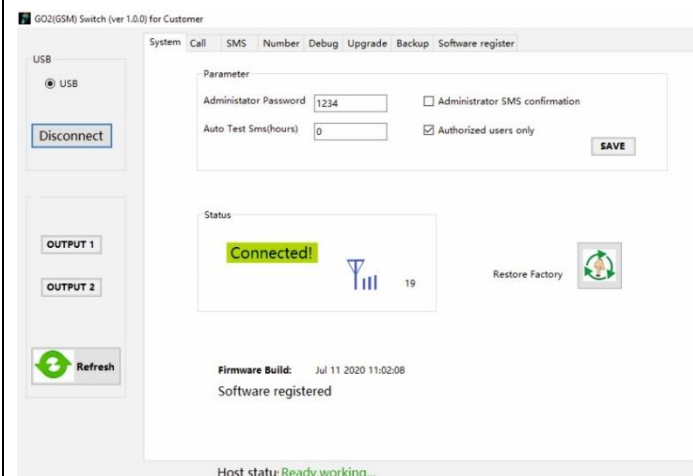 GO2(GSM) Switch (ver 1.0.0) for Customer
System Call SMS Number Debug Upgrade Backup Software register
USB
USB
Disconnect
Parameter
Administator Password 1234
Administrator SMS confirmation
Auto Test Sms(hours) 0
Authorized users only
SAVE
OUTPUT 1
OUTPUT 2
Refresh
Status
Connected!
19
Restore Factory
Firmware Build: Jul 11 2020 11:02:08
Software registered
Host statu: Ready working...